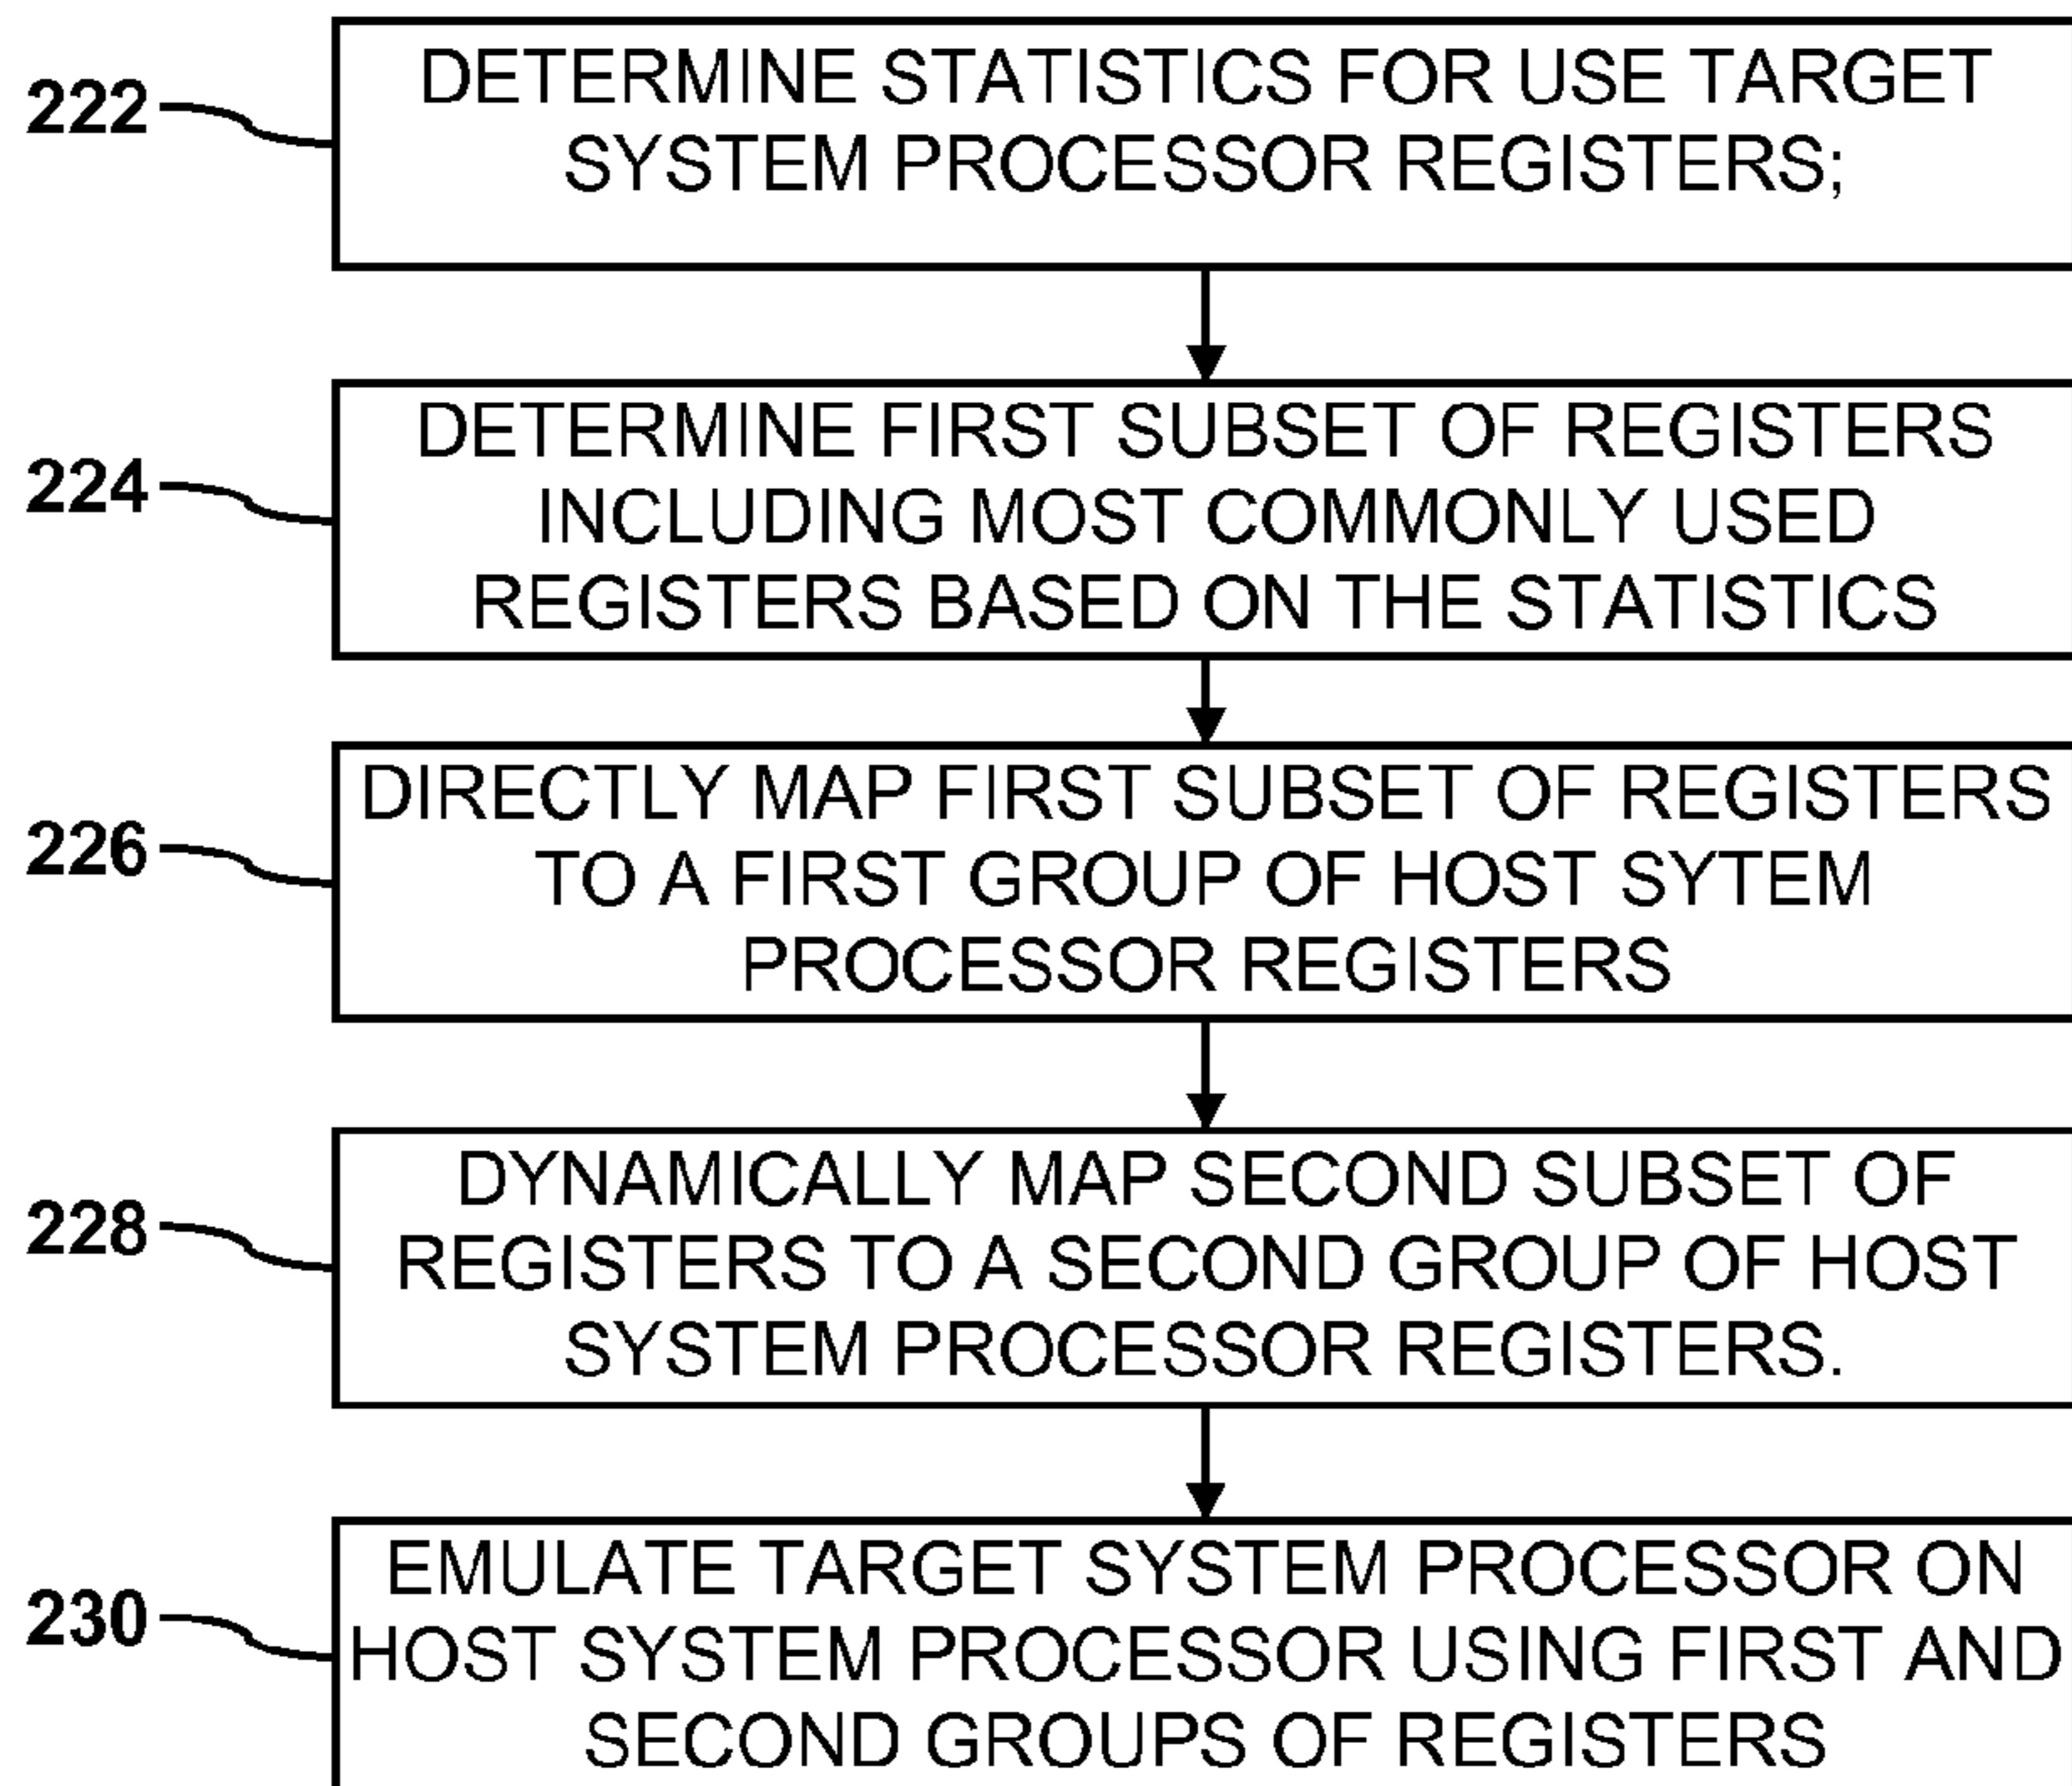 222
DETERMINE STATISTICS FOR USE TARGET
SYSTEM PROCESSOR REGISTERS;
224
DETERMINE FIRST SUBSET OF REGISTERS
INCLUDING MOST COMMONLY USED
REGISTERS BASED ON THE STATISTICS
226
DIRECTLY MAP FIRST SUBSET OF REGISTERS
TO A FIRST GROUP OF HOST SYTEM
PROCESSOR REGISTERS
228
DYNAMICALLY MAP SECOND SUBSET OF
REGISTERS TO A SECOND GROUP OF HOST
SYSTEM PROCESSOR REGISTERS.
230
EMULATE TARGET SYSTEM PROCESSOR ON
HOST SYSTEM PROCESSOR USING FIRST AND
SECOND GROUPS OF REGISTERS